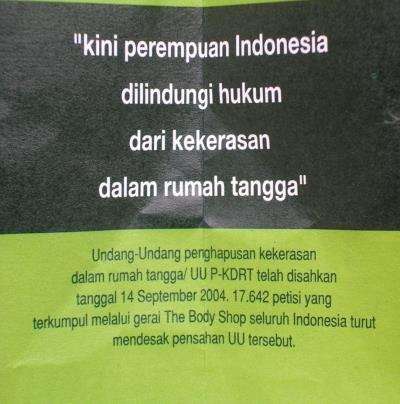 "kini perempuan Indonesia
dilindungi hukum
dari kekerasan
dalam rumah tangga"
Undang-Undang penghapusan kekerasan
dalam rumah tangga/ UU P-KDRT telah disahkan
tanggal 14 September 2004. 17.642 petisi yang
terkumpul melalui gerai The Body Shop seluruh Indonesia turut
mendesak pensahan UU tersebut.